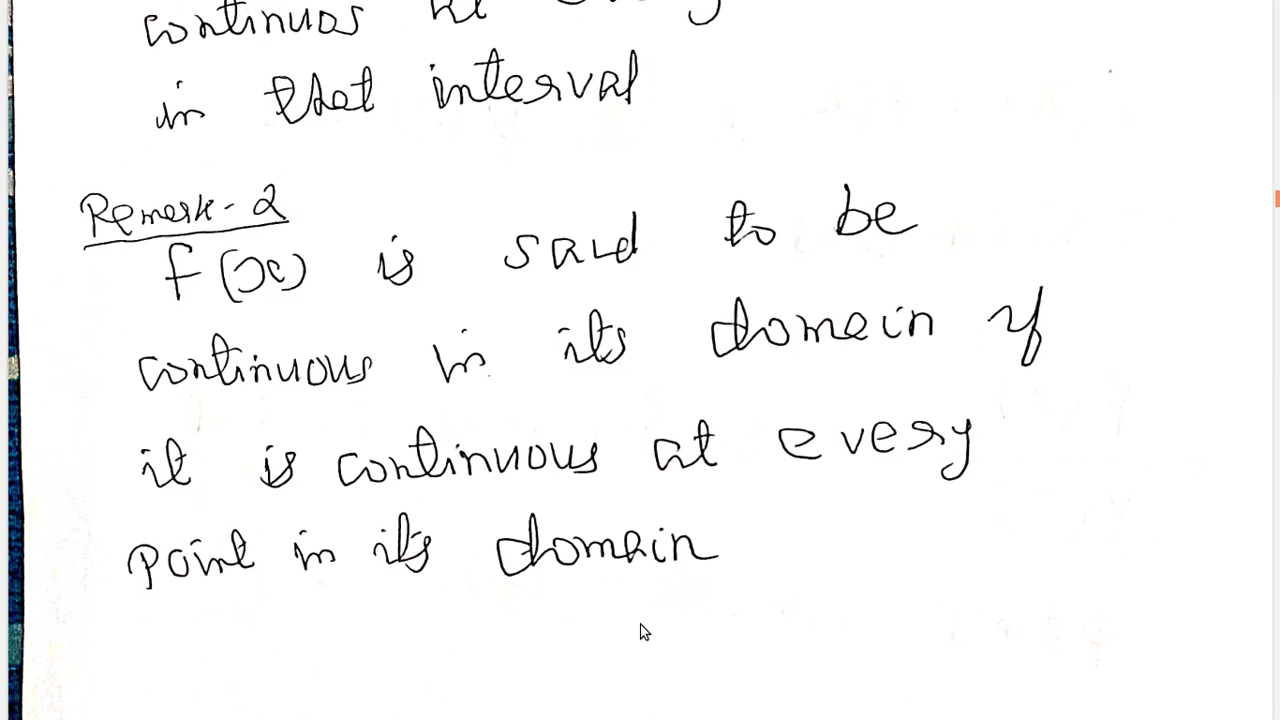 continuos at every
in that interval
Remark-2
f(x) is said to be
continuous in its domain if
it is continuous at every
point in its domain